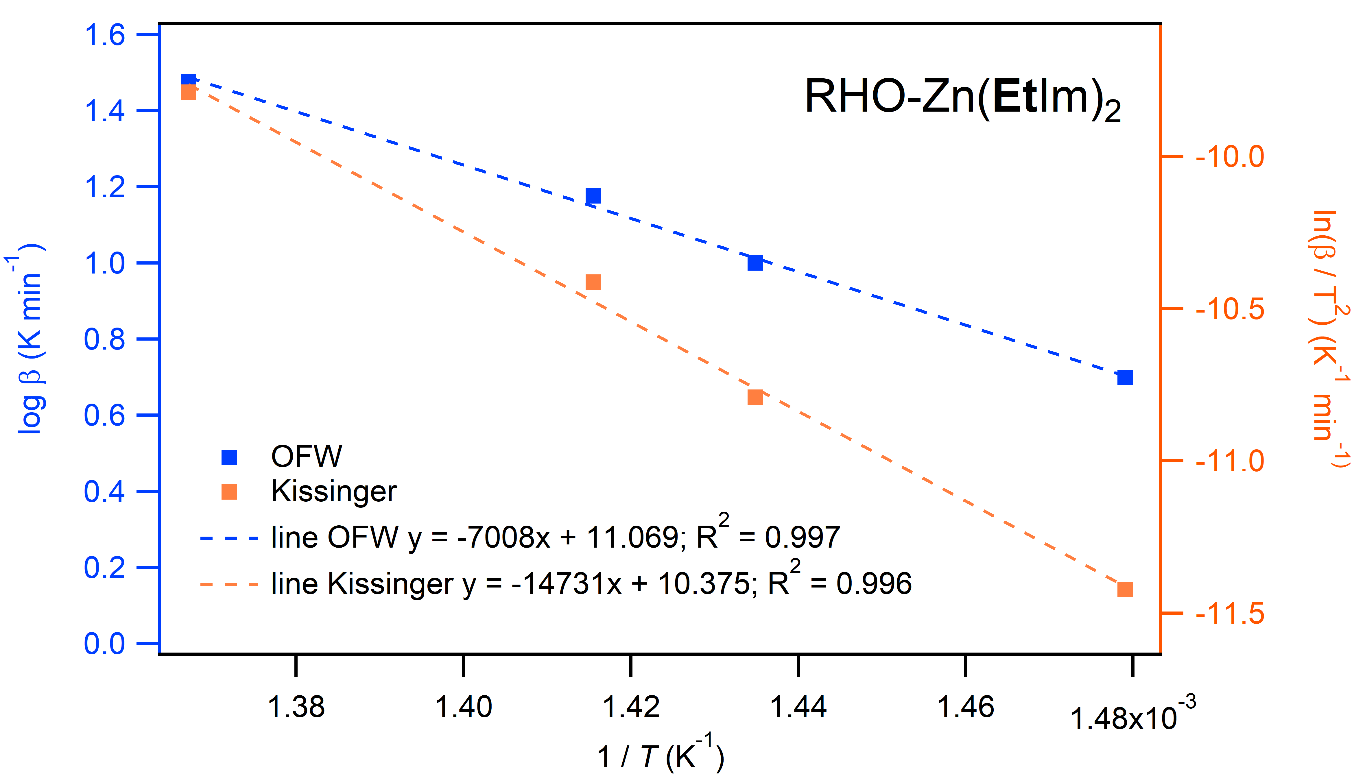 RHO-Zn(EtIm)2
1.6
1.4
1.2
1.0
0.8
0.6
0.4
0.2
0.0
log β (K min-1)
-10.0
-10.5
-11.0
-11.5
ln(β / T2) (K-1 min-1)
OFW
Kissinger
line OFW y = -7008x + 11.069; R2 = 0.997
line Kissinger y = -14731x + 10.375; R2 = 0.996
1.38 1.40 1.42 1.44 1.46 1.48x10-3
1 / T (K-1)